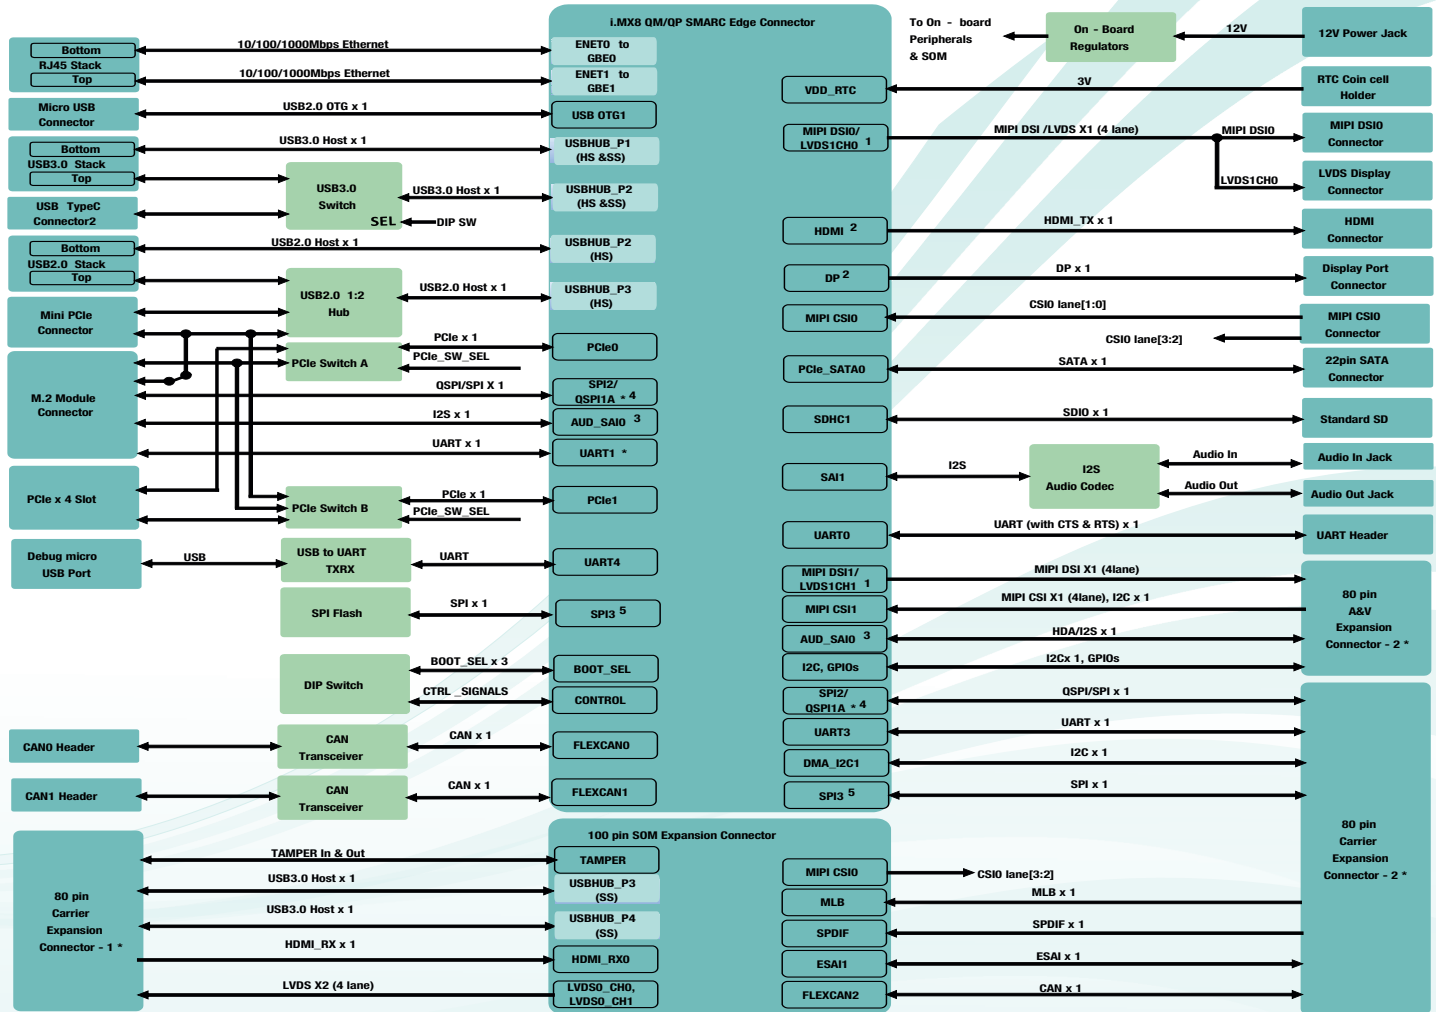 i.MX8 QM/QP SMARC Edge Connector
Bottom
RJ45 Stack
Top
10/100/1000Mbps Ethernet
10/100/1000Mbps Ethernet
ENET0 to
GBE0
ENET1 to
GBE1
Micro USB
Connector
USB2.0 OTG x 1
USB OTG1
Bottom
USB3.0 Stack
Top
USB3.0 Host x 1
USBHUB_P1
(HS &SS)
USB TypeC
Connector2
USB3.0
Switch
SEL
DIP SW
USB3.0 Host x 1
USBHUB_P2
(HS &SS)
Bottom
USB2.0 Stack
Top
USB2.0 Host x 1
USBHUB_P2
(HS)
USB2.0 1:2
Hub
USB2.0 Host x 1
USBHUB_P3
(HS)
Mini PCIe
Connector
PCIe Switch A
PCIe x 1
PCIe_SW_SEL
PCIe0
M.2 Module
Connector
QSPI/SPI X 1
SPI2/
QSPI1A * 4
I2S x 1
AUD_SAI0 3
UART x 1
UART1 *
PCIe x 4 Slot
PCIe Switch B
PCIe x 1
PCIe_SW_SEL
PCIe1
Debug micro
USB Port
USB
USB to UART
TXRX
UART
UART4
SPI Flash
SPI x 1
SPI3 5
DIP Switch
BOOT_SEL x 3
BOOT_SEL
CTRL _SIGNALS
CONTROL
CAN0 Header
CAN
Transceiver
CAN x 1
FLEXCAN0
CAN1 Header
CAN
Transceiver
CAN x 1
FLEXCAN1
To On - board
Peripherals
& SOM
On - Board
Regulators
12V
12V Power Jack
VDD_RTC
3V
RTC Coin cell
Holder
MIPI DSI0/
LVDS1CH0 1
MIPI DSI /LVDS X1 (4 lane)
MIPI DSI0
MIPI DSI0
Connector
LVDS1CH0
LVDS Display
Connector
HDMI 2
HDMI_TX x 1
HDMI
Connector
DP 2
DP x 1
Display Port
Connector
MIPI CSI0
CSI0 lane[1:0]
CSI0 lane[3:2]
MIPI CSI0
Connector
PCIe_SATA0
SATA x 1
22pin SATA
Connector
SDHC1
SDIO x 1
Standard SD
SAI1
I2S
I2S
Audio Codec
Audio In
Audio In Jack
Audio Out
Audio Out Jack
UART0
UART (with CTS & RTS) x 1
UART Header
MIPI DSI1/
LVDS1CH1 1
MIPI DSI X1 (4lane)
MIPI CSI1
MIPI CSI X1 (4lane), I2C x 1
AUD_SAI0 3
HDA/I2S x 1
I2C, GPIOs
I2Cx 1, GPIOs
80 pin
A&V
Expansion
Connector - 2 *
SPI2/
QSPI1A * 4
QSPI/SPI x 1
UART3
UART x 1
DMA_I2C1
I2C x 1
SPI3 5
SPI x 1
80 pin
Carrier
Expansion
Connector - 2 *
100 pin SOM Expansion Connector
80 pin
Carrier
Expansion
Connector - 1 *
TAMPER In & Out
TAMPER
USB3.0 Host x 1
USBHUB_P3
(SS)
USB3.0 Host x 1
USBHUB_P4
(SS)
HDMI_RX x 1
HDMI_RX0
LVDS X2 (4 lane)
LVDS0_CH0,
LVDS0_CH1
MIPI CSI0
CSI0 lane[3:2]
MLB
MLB x 1
SPDIF
SPDIF x 1
ESAI1
ESAI x 1
FLEXCAN2
CAN x 1